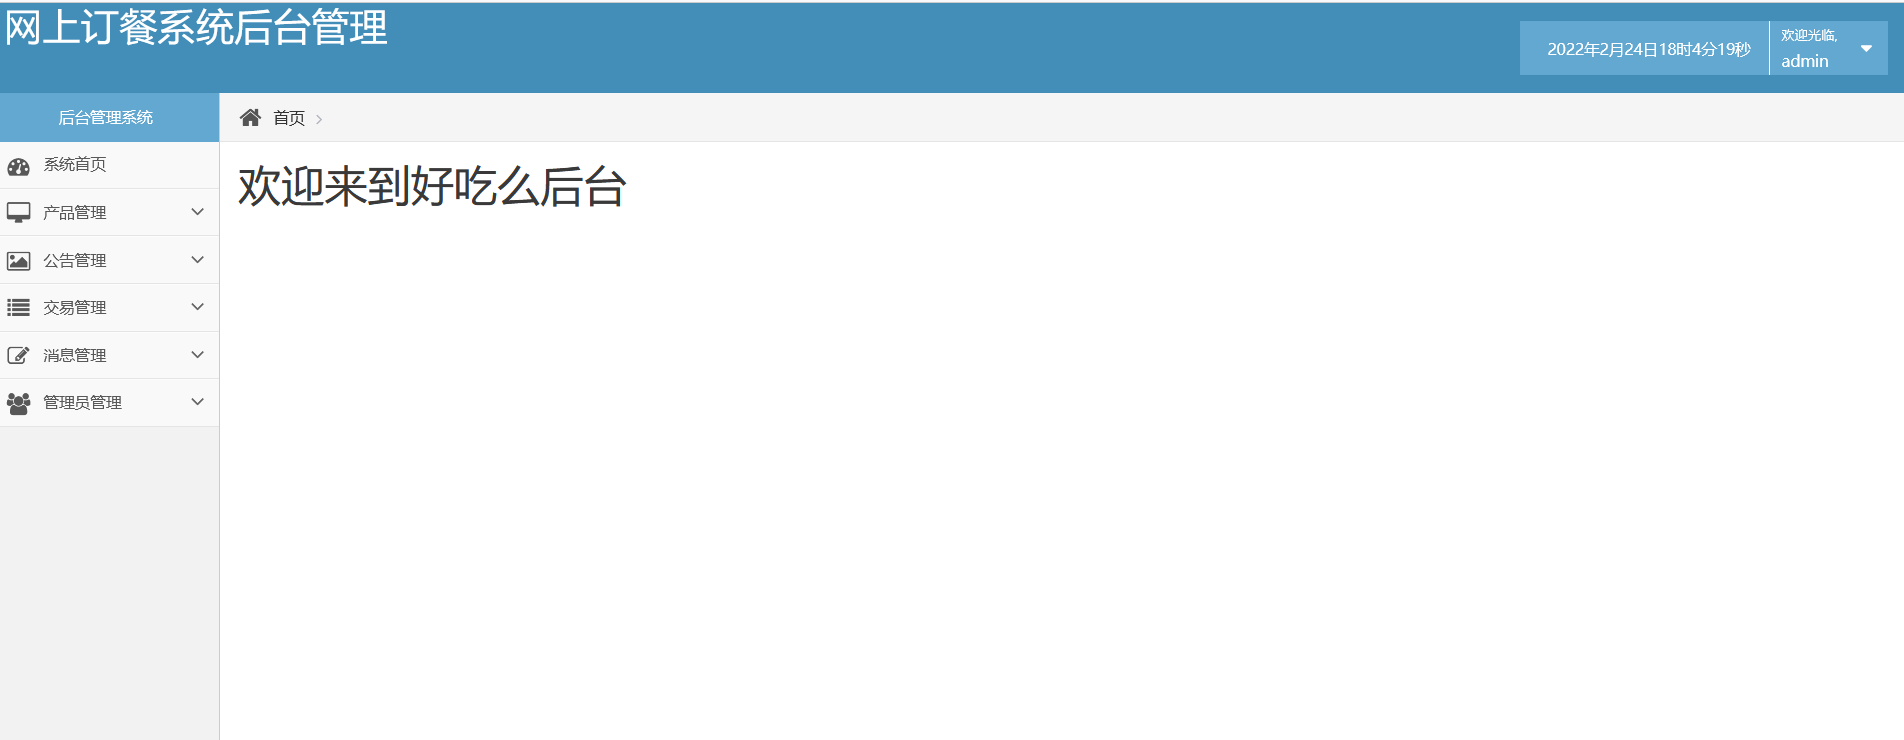 网上订餐系统后台管理
2022年2月24日18时4分19秒
欢迎光临,
admin
后台管理系统
首页
系统首页
产品管理
公告管理
交易管理
消息管理
管理员管理
欢迎来到好吃么后台